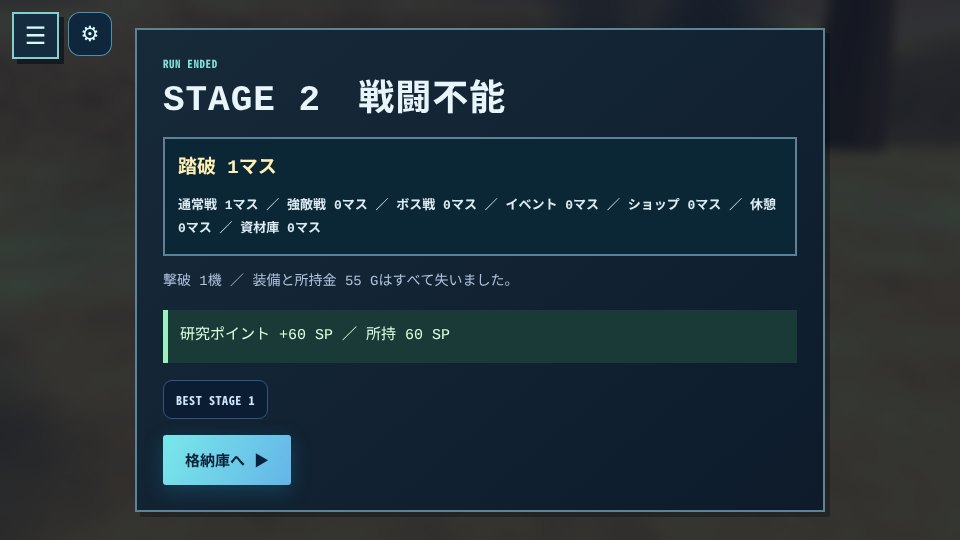 RUN ENDED
STAGE 2 戦闘不能
踏破 1マス
通常戦 1マス ／ 強敵戦 0マス ／ ボス戦 0マス ／ イベント 0マス ／ ショップ 0マス ／ 休憩
0マス ／ 資材庫 0マス
撃破 1機 ／ 装備と所持金 55 Gはすべて失いました。
研究ポイント +60 SP ／ 所持 60 SP
BEST STAGE 1
格納庫へ ▶